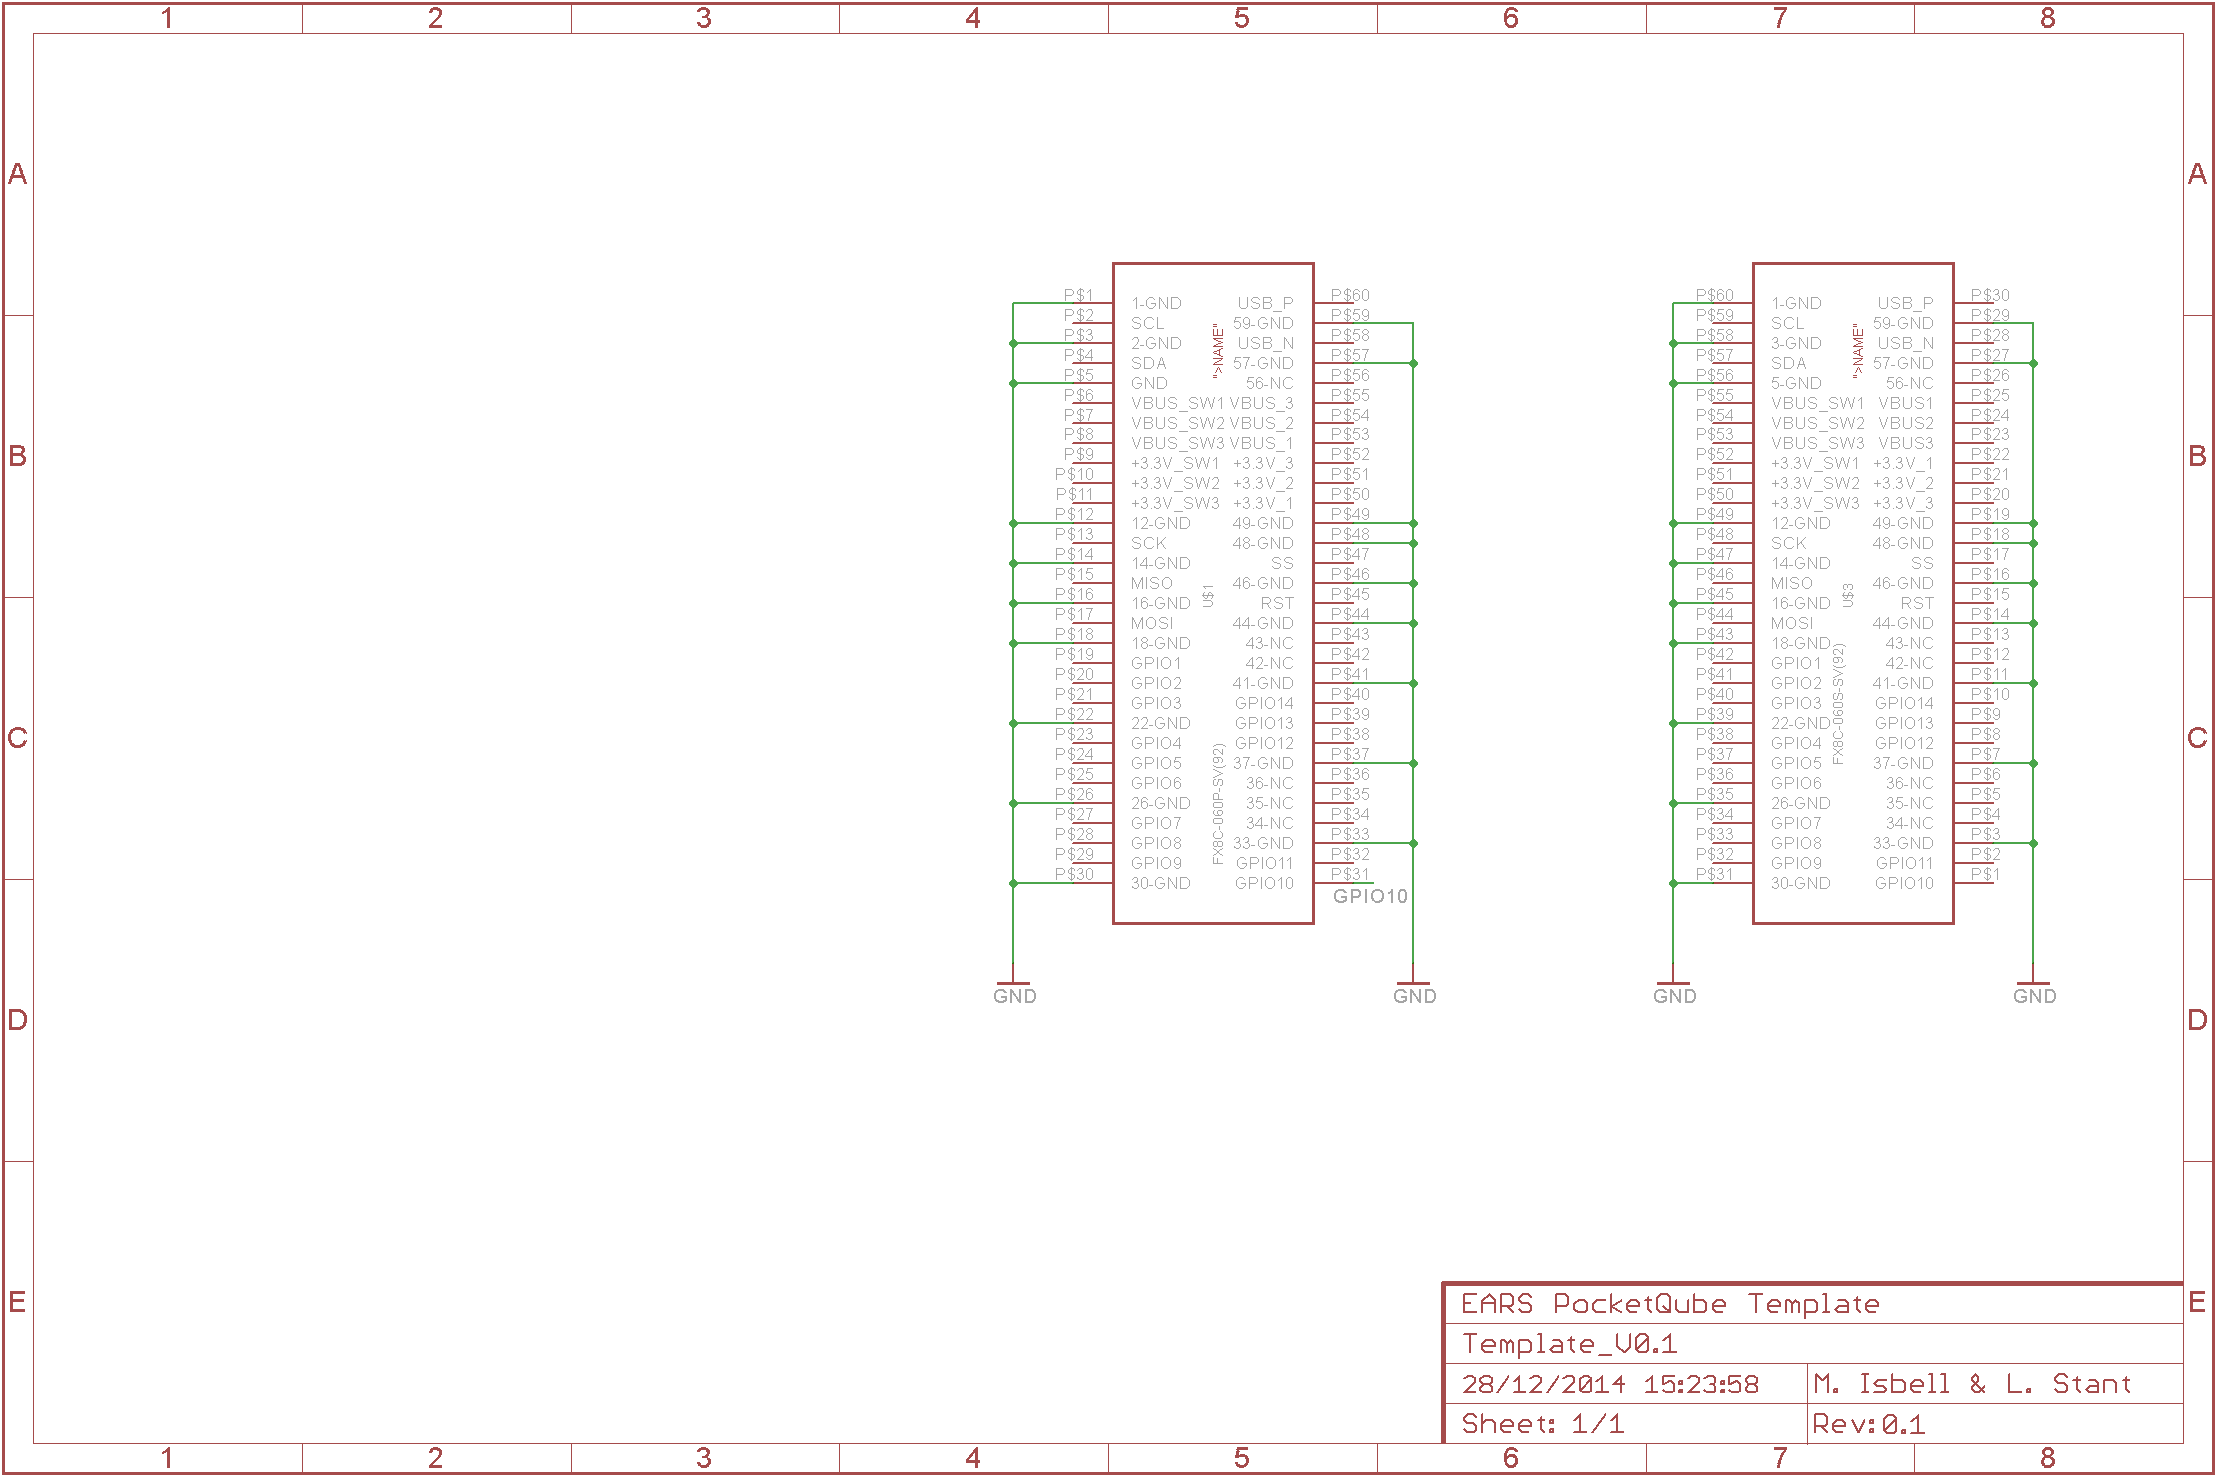 1 2 3 4 5 6 7 8
A A
B B
C C
D D
E E
P$1 1-GND USB_P P$60
P$2 SCL 59-GND P$59
P$3 2-GND USB_N P$58
P$4 SDA 57-GND P$57
P$5 GND 56-NC P$56
P$6 VBUS_SW1 VBUS_3 P$55
P$7 VBUS_SW2 VBUS_2 P$54
P$8 VBUS_SW3 VBUS_1 P$53
P$9 +3.3V_SW1 +3.3V_3 P$52
P$10 +3.3V_SW2 +3.3V_2 P$51
P$11 +3.3V_SW3 +3.3V_1 P$50
P$12 12-GND 49-GND P$49
P$13 SCK 48-GND P$48
P$14 14-GND SS P$47
P$15 MISO 46-GND P$46
P$16 16-GND RST P$45
P$17 MOSI 44-GND P$44
P$18 18-GND 43-NC P$43
P$19 GPIO1 42-NC P$42
P$20 GPIO2 41-GND P$41
P$21 GPIO3 GPIO14 P$40
P$22 22-GND GPIO13 P$39
P$23 GPIO4 GPIO12 P$38
P$24 GPIO5 37-GND P$37
P$25 GPIO6 36-NC P$36
P$26 26-GND 35-NC P$35
P$27 GPIO7 34-NC P$34
P$28 GPIO8 33-GND P$33
P$29 GPIO9 GPIO11 P$32
P$30 30-GND GPIO10 P$31
GPIO10
">NAME"
U$1
FX8C-060P-SV(92)
GND GND
P$60 1-GND USB_P P$30
P$59 SCL 59-GND P$29
P$58 3-GND USB_N P$28
P$57 SDA 57-GND P$27
P$56 5-GND 56-NC P$26
P$55 VBUS_SW1 VBUS1 P$25
P$54 VBUS_SW2 VBUS2 P$24
P$53 VBUS_SW3 VBUS3 P$23
P$52 +3.3V_SW1 +3.3V_1 P$22
P$51 +3.3V_SW2 +3.3V_2 P$21
P$50 +3.3V_SW3 +3.3V_3 P$20
P$49 12-GND 49-GND P$19
P$48 SCK 48-GND P$18
P$47 14-GND SS P$17
P$46 MISO 46-GND P$16
P$45 16-GND RST P$15
P$44 MOSI 44-GND P$14
P$43 18-GND 43-NC P$13
P$42 GPIO1 42-NC P$12
P$41 GPIO2 41-GND P$11
P$40 GPIO3 GPIO14 P$10
P$39 22-GND GPIO13 P$9
P$38 GPIO4 GPIO12 P$8
P$37 GPIO5 37-GND P$7
P$36 GPIO6 36-NC P$6
P$35 26-GND 35-NC P$5
P$34 GPIO7 34-NC P$4
P$33 GPIO8 33-GND P$3
P$32 GPIO9 GPIO11 P$2
P$31 30-GND GPIO10 P$1
">NAME"
U$3
FX8C-060S-SV(92)
GND GND
EARS PocketQube Template
Template_V0.1
28/12/2014 15:23:58 M. Isbell & L. Stant
Sheet: 1/1 Rev:0.1
1 2 3 4 5 6 7 8